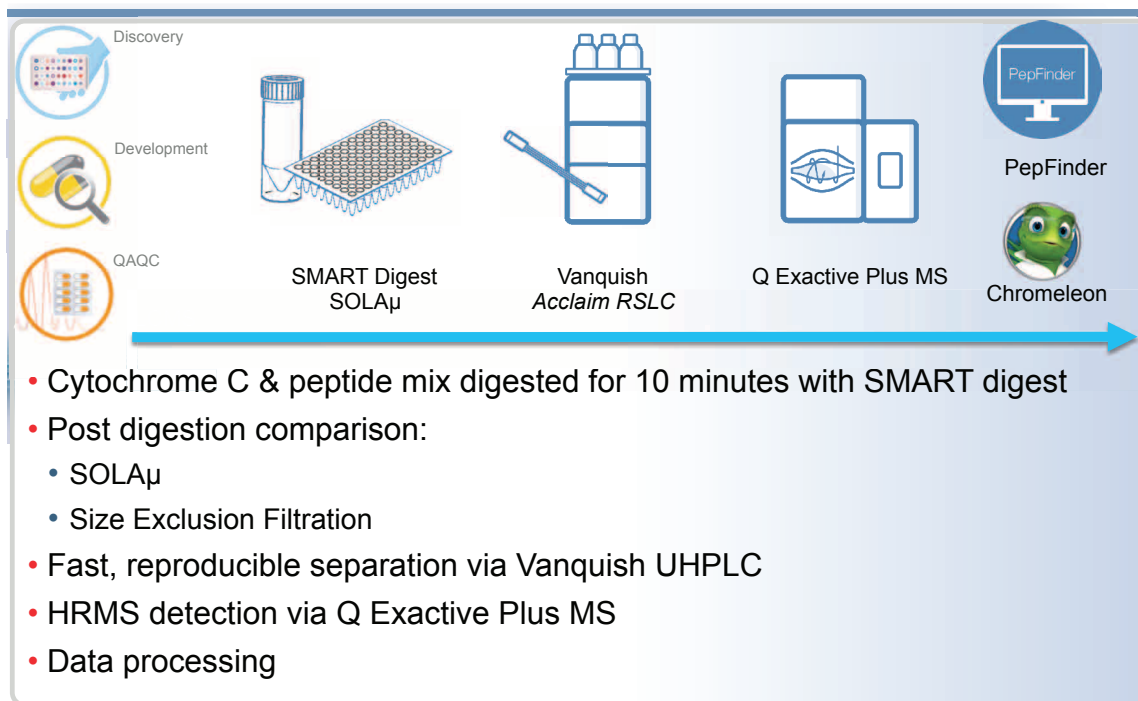 Discovery
Development
QAQC
SMART Digest
SOLAµ
Vanquish
Acclaim RSLC
Q Exactive Plus MS
PepFinder
PepFinder
Chromeleon
• Cytochrome C & peptide mix digested for 10 minutes with SMART digest
• Post digestion comparison:
• SOLAµ
• Size Exclusion Filtration
• Fast, reproducible separation via Vanquish UHPLC
• HRMS detection via Q Exactive Plus MS
• Data processing